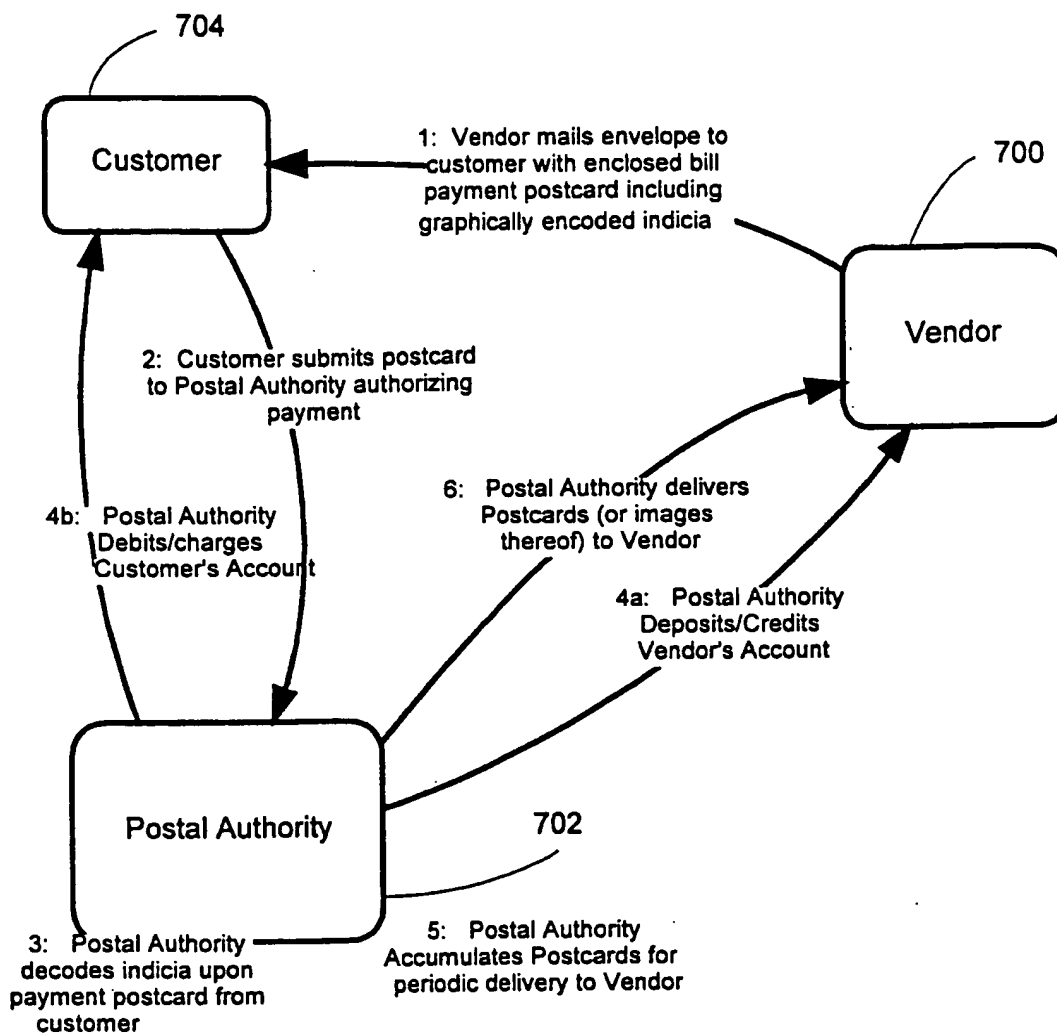 704
Customer
1: Vendor mails envelope to
customer with enclosed bill
payment postcard including
graphically encoded indicia
700
Vendor
2: Customer submits postcard
to Postal Authority authorizing
payment
4b: Postal Authority
Debits/charges
Customer's Account
6: Postal Authority delivers
Postcards (or images
thereof) to Vendor
4a: Postal Authority
Deposits/Credits
Vendor's Account
Postal Authority
702
3: Postal Authority
decodes indicia upon
payment postcard from
customer
5: Postal Authority
Accumulates Postcards for
periodic delivery to Vendor